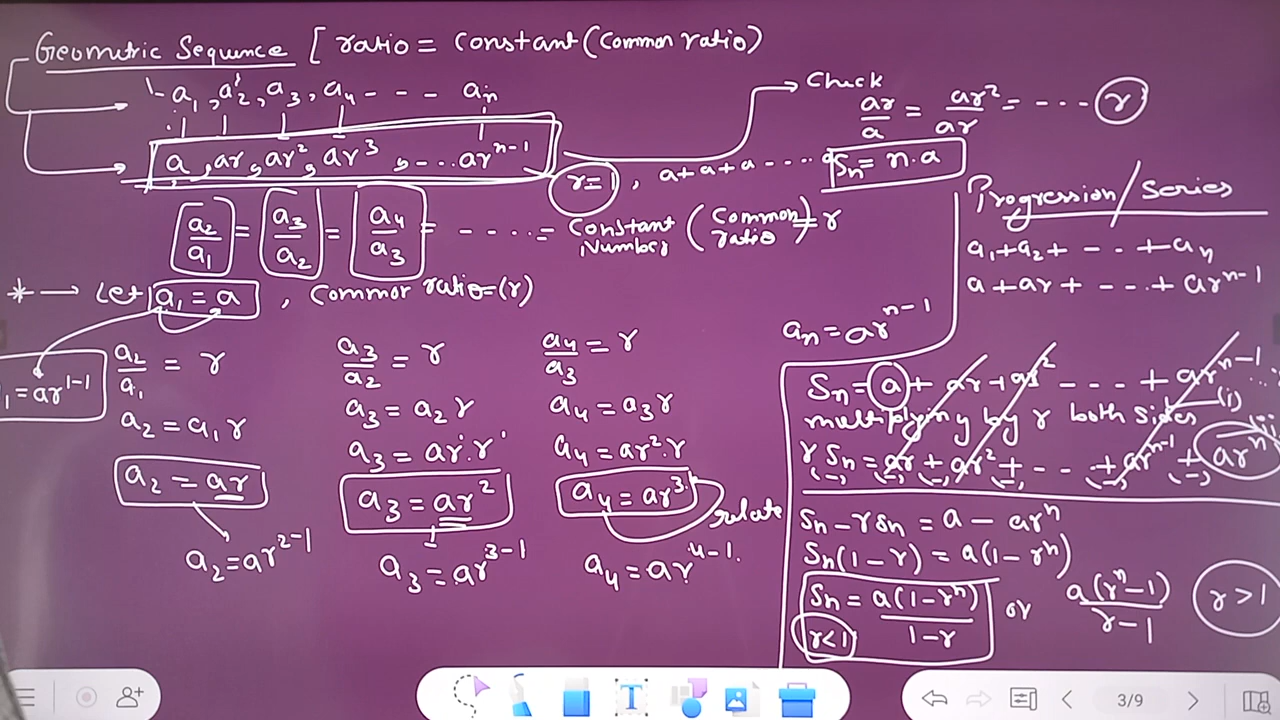 Geometric Sequence [ ratio = Constant (Common ratio)
a₁, a₂, a₃, a₄ - - - - aₙ
a, ar, ar², ar³, - - .. arⁿ⁻¹
→ Check
ar/a = ar²/ar = - - - - r
r=1, a+a+a - - - - a
Sₙ = n.a
a₂/a₁ = a₃/a₂ = a₄/a₃ = - - - - = Constant Number (Common ratio) = r
* → Let a₁ = a, Common ratio=(r)
₁ = ar¹⁻¹
a₂/a₁ = r
a₂ = a₁r
a₂ = ar
a₂ = ar²⁻¹
a₃/a₂ = r
a₃ = a₂r
a₃ = ar.r
a₃ = ar²
a₃ = ar³⁻¹
a₄/a₃ = r
a₄ = a₃r
a₄ = ar².r
a₄ = ar³
relate
a₄ = ar⁴⁻¹
Progression/Series
a₁+a₂+ - - - +aₙ
a+ar+ - - - + arⁿ⁻¹
aₙ = arⁿ⁻¹
Sₙ = a + ar + ar² - - - - + arⁿ⁻¹ (i)
multiplying by r both sides
rSₙ = ar + ar² + - - - + arⁿ⁻¹ + arⁿ
(-) (-) (-) (-) (-)
Sₙ - rSₙ = a - arⁿ
Sₙ(1-r) = a(1-rⁿ)
Sₙ = a(1-rⁿ)/1-r or a(rⁿ-1)/r-1
r<1
r>1
T
3/9